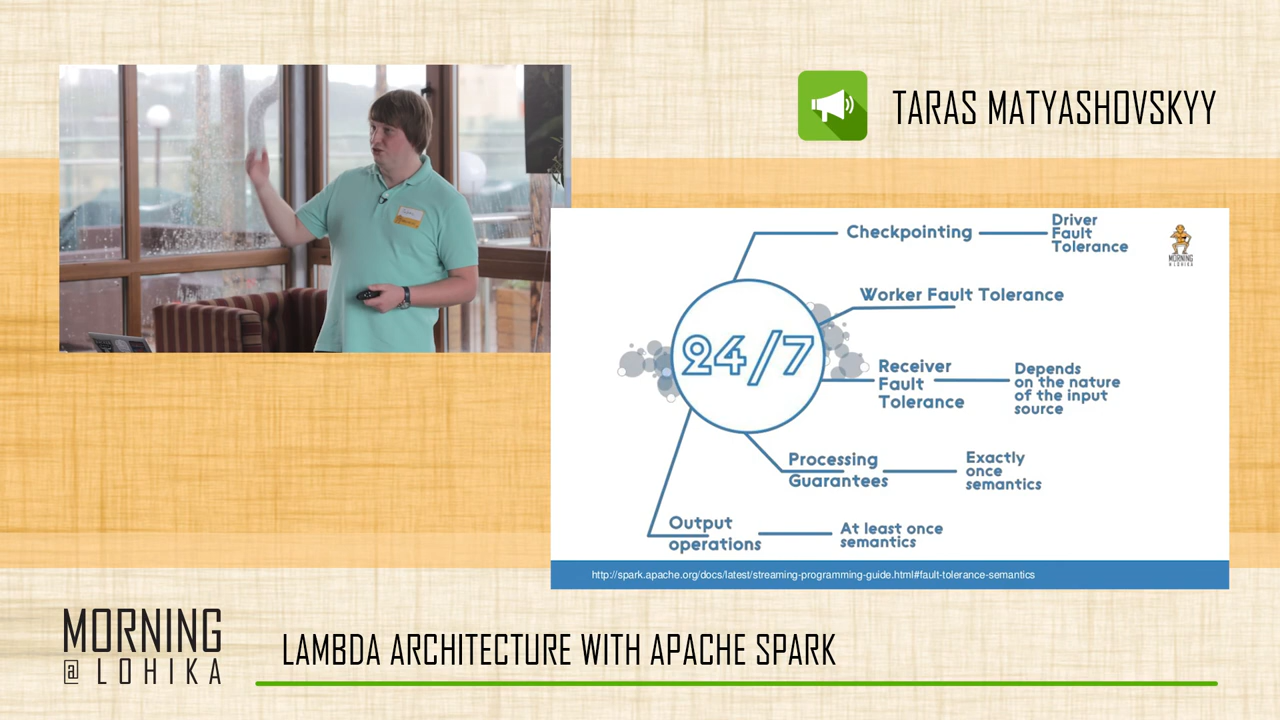 TARAS MATYASHOVSKYY
Checkpointing
Driver
Fault
Tolerance
MORNING
@ LOHIKA
Worker Fault Tolerance
24/7
Receiver
Fault
Tolerance
Depends
on the nature
of the input
source
Processing
Guarantees
Exactly
once
semantics
Output
operations
At least once
semantics
http://spark.apache.org/docs/latest/streaming-programming-guide.html#fault-tolerance-semantics
MORNING
@ LOHIKA
LAMBDA ARCHITECTURE WITH APACHE SPARK